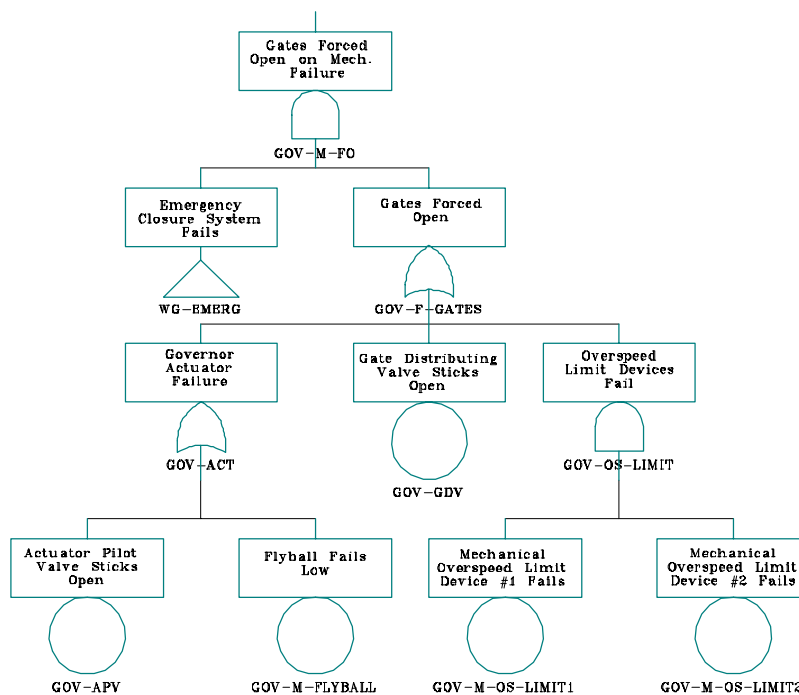 Gates Forced
Open on Mech.
Failure
GOV-M-FO
Emergency
Closure System
Fails
WG-EMERG
Gates Forced
Open
GOV-F-GATES
Governor
Actuator
Failure
GOV-ACT
Gate Distributing
Valve Sticks
Open
GOV-GDV
Overspeed
Limit Devices
Fail
GOV-OS-LIMIT
Actuator Pilot
Valve Sticks
Open
GOV-APV
Flyball Fails
Low
GOV-M-FLYBALL
Mechanical
Overspeed Limit
Device #1 Fails
GOV-M-OS-LIMIT1
Mechanical
Overspeed Limit
Device #2 Fails
GOV-M-OS-LIMIT2